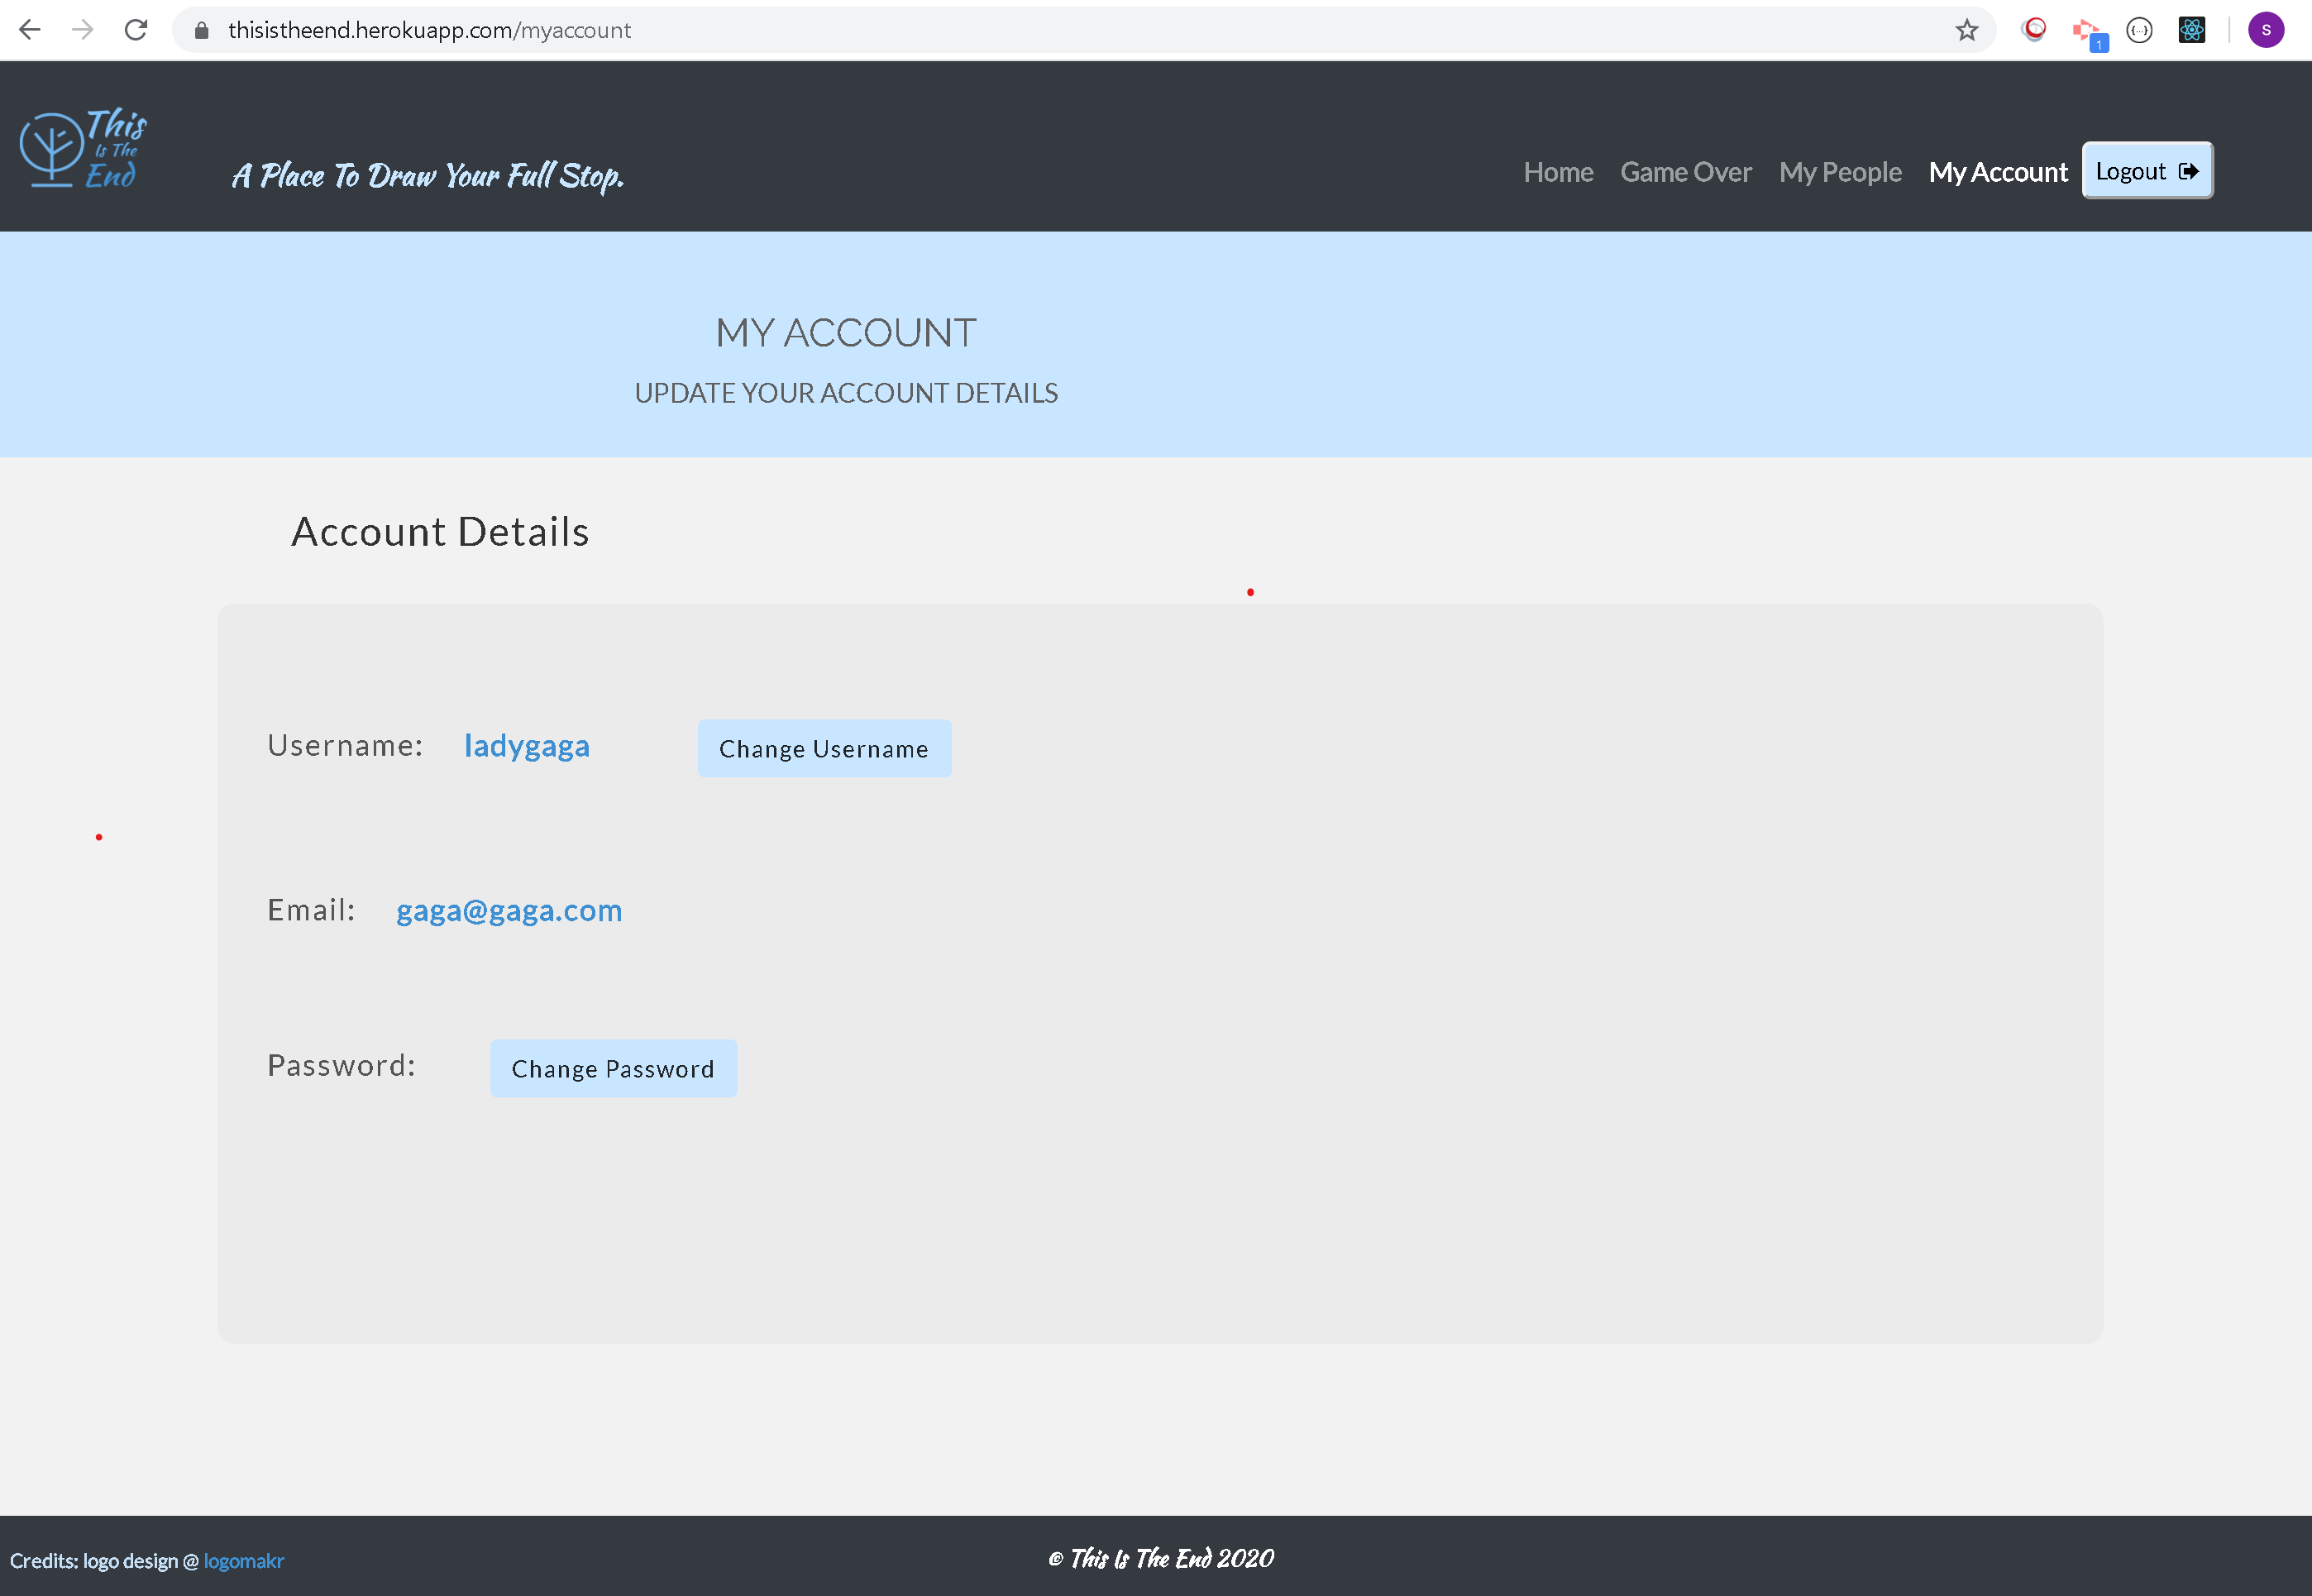 thisistheend.herokuapp.com/myaccount
1
S
This
Is The
End
A Place To Draw Your Full Stop.
Home Game Over My People My Account Logout
MY ACCOUNT
UPDATE YOUR ACCOUNT DETAILS
Account Details
Username: ladygaga Change Username
Email: gaga@gaga.com
Password: Change Password
Credits: logo design @ logomakr
© This Is The End 2020